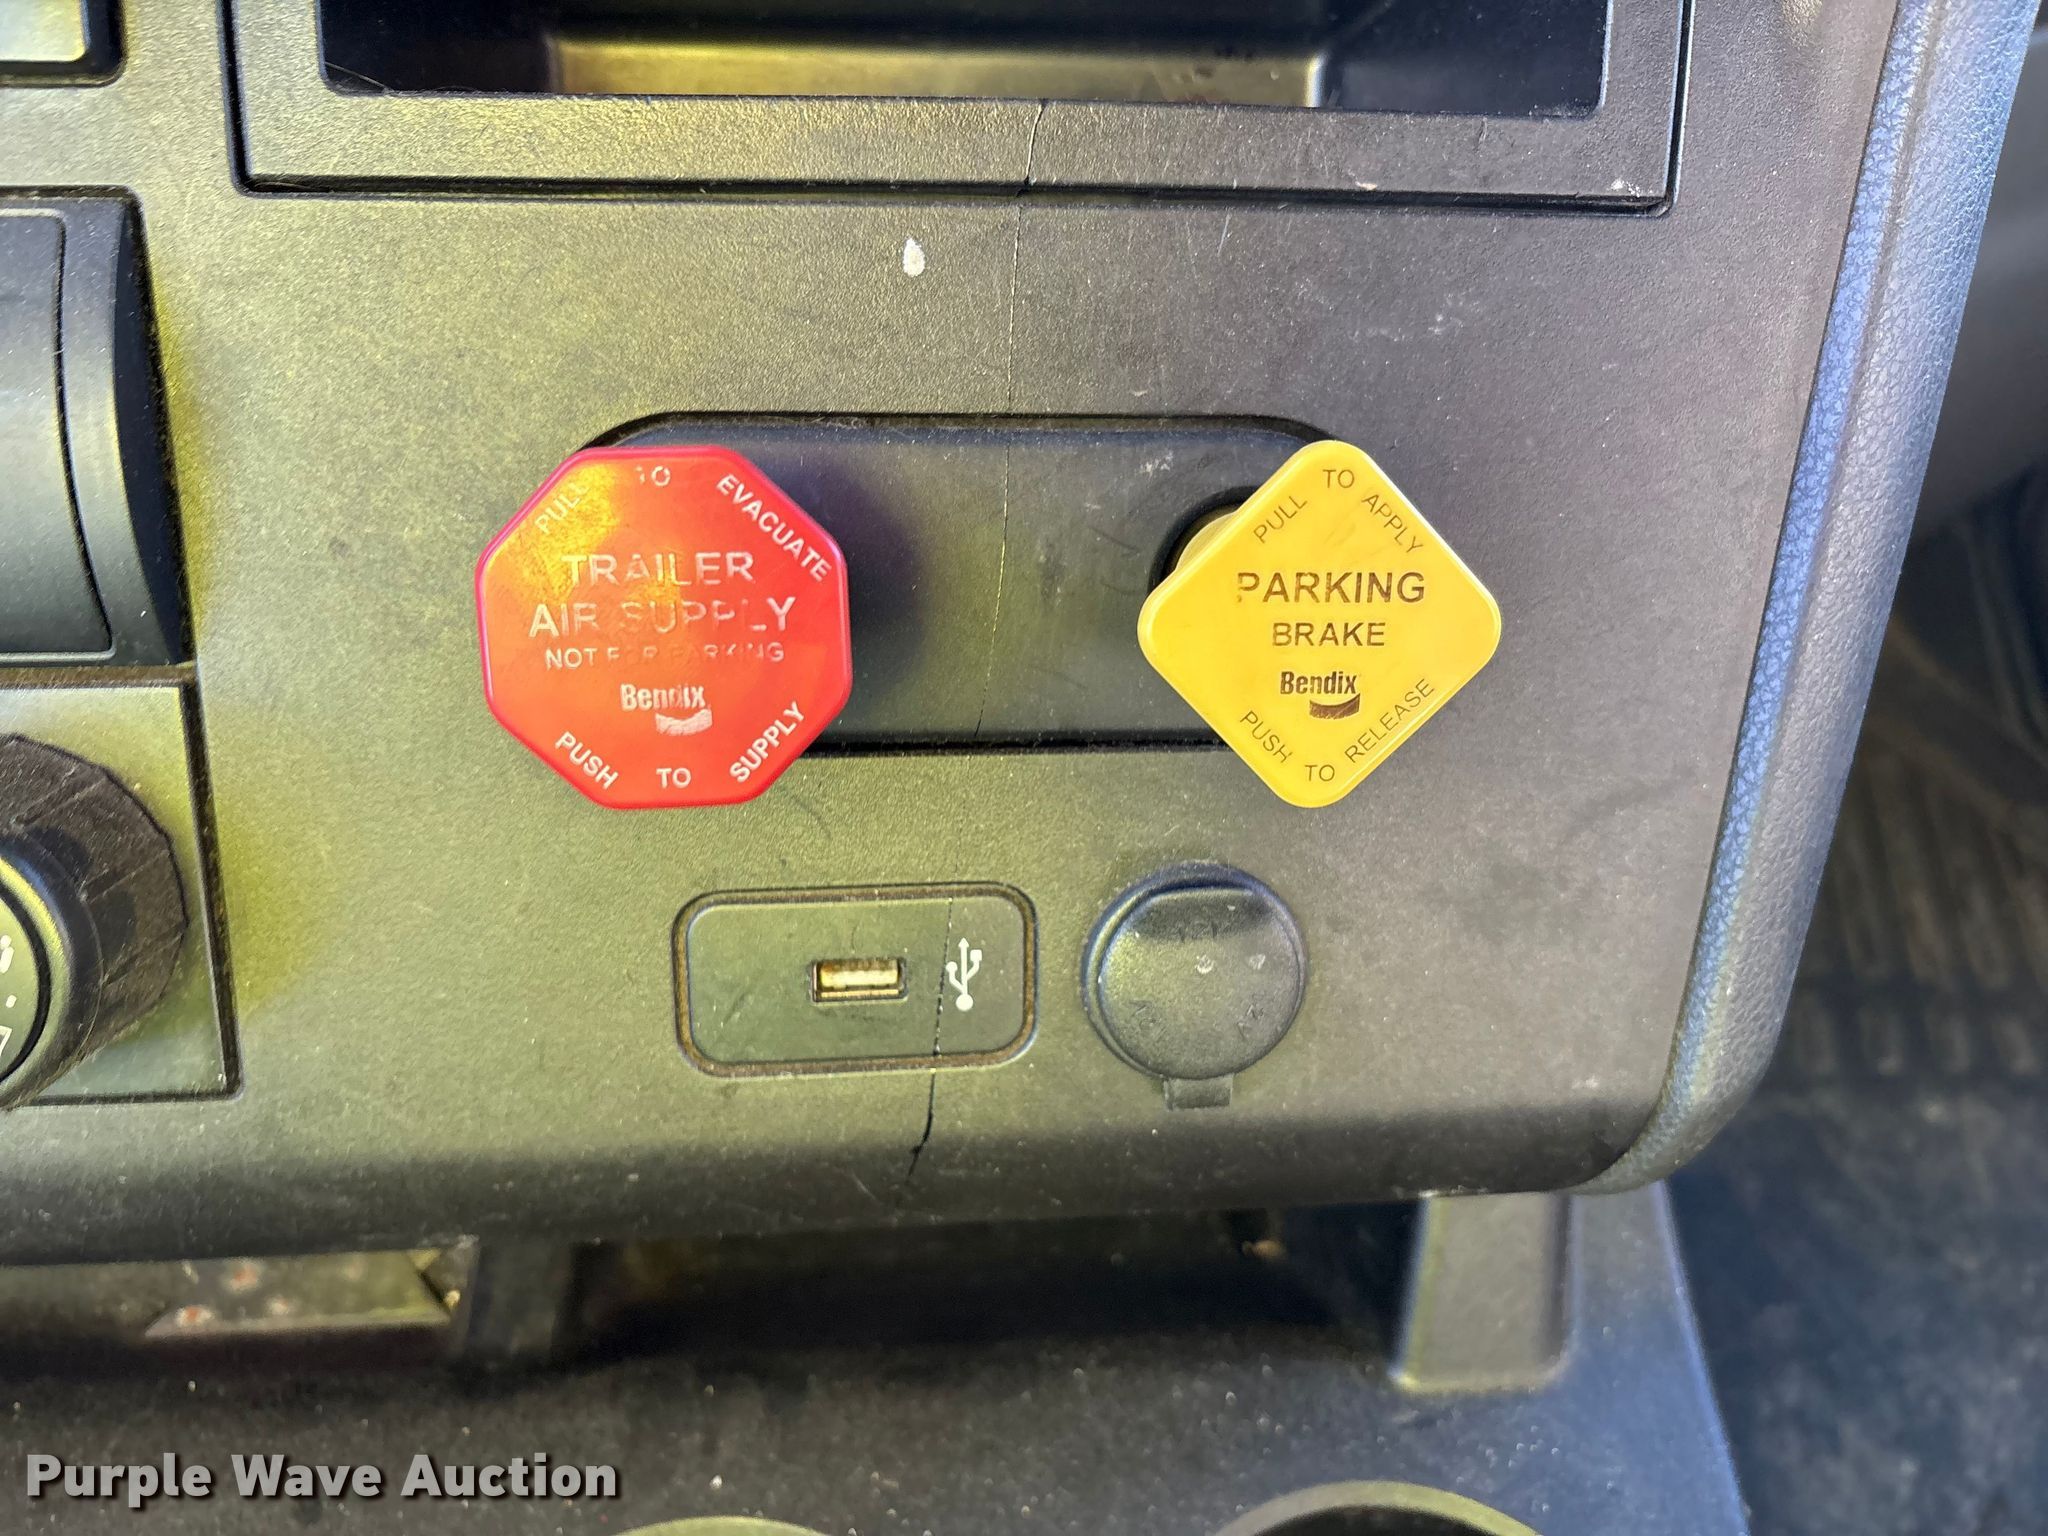 PULL TO EVACUATE
TRAILER
AIR SUPPLY
NOT FOR PARKING
Bendix
PUSH TO SUPPLY
PULL TO APPLY
PARKING
BRAKE
Bendix
PUSH TO RELEASE
Purple Wave Auction